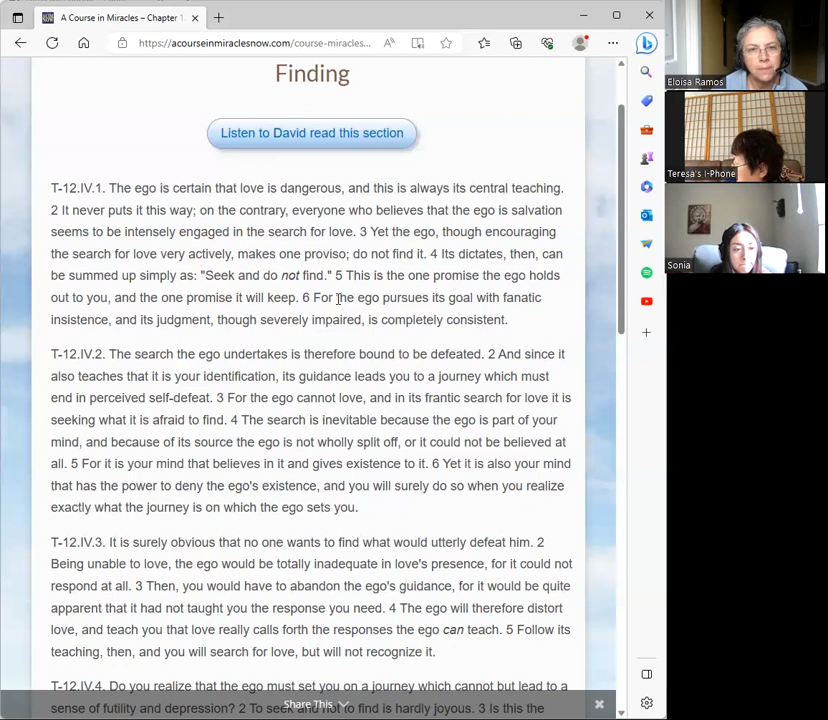 A Course in Miracles – Chapter 1
https://acourseinmiraclesnow.com/course-miracles...
Finding
Listen to David read this section
T-12.IV.1. The ego is certain that love is dangerous, and this is always its central teaching.
2 It never puts it this way; on the contrary, everyone who believes that the ego is salvation
seems to be intensely engaged in the search for love. 3 Yet the ego, though encouraging
the search for love very actively, makes one proviso; do not find it. 4 Its dictates, then, can
be summed up simply as: "Seek and do not find." 5 This is the one promise the ego holds
out to you, and the one promise it will keep. 6 For the ego pursues its goal with fanatic
insistence, and its judgment, though severely impaired, is completely consistent.
T-12.IV.2. The search the ego undertakes is therefore bound to be defeated. 2 And since it
also teaches that it is your identification, its guidance leads you to a journey which must
end in perceived self-defeat. 3 For the ego cannot love, and in its frantic search for love it is
seeking what it is afraid to find. 4 The search is inevitable because the ego is part of your
mind, and because of its source the ego is not wholly split off, or it could not be believed at
all. 5 For it is your mind that believes in it and gives existence to it. 6 Yet it is also your mind
that has the power to deny the ego's existence, and you will surely do so when you realize
exactly what the journey is on which the ego sets you.
T-12.IV.3. It is surely obvious that no one wants to find what would utterly defeat him. 2
Being unable to love, the ego would be totally inadequate in love's presence, for it could not
respond at all. 3 Then, you would have to abandon the ego's guidance, for it would be quite
apparent that it had not taught you the response you need. 4 The ego will therefore distort
love, and teach you that love really calls forth the responses the ego can teach. 5 Follow its
teaching, then, and you will search for love, but will not recognize it.
T-12.IV.4. Do you realize that the ego must set you on a journey which cannot but lead to a
sense of futility and depression? 2 To seek and not to find is hardly joyous. 3 Is this the
Share This
Eloisa Ramos
Teresa's I-Phone
Sonia